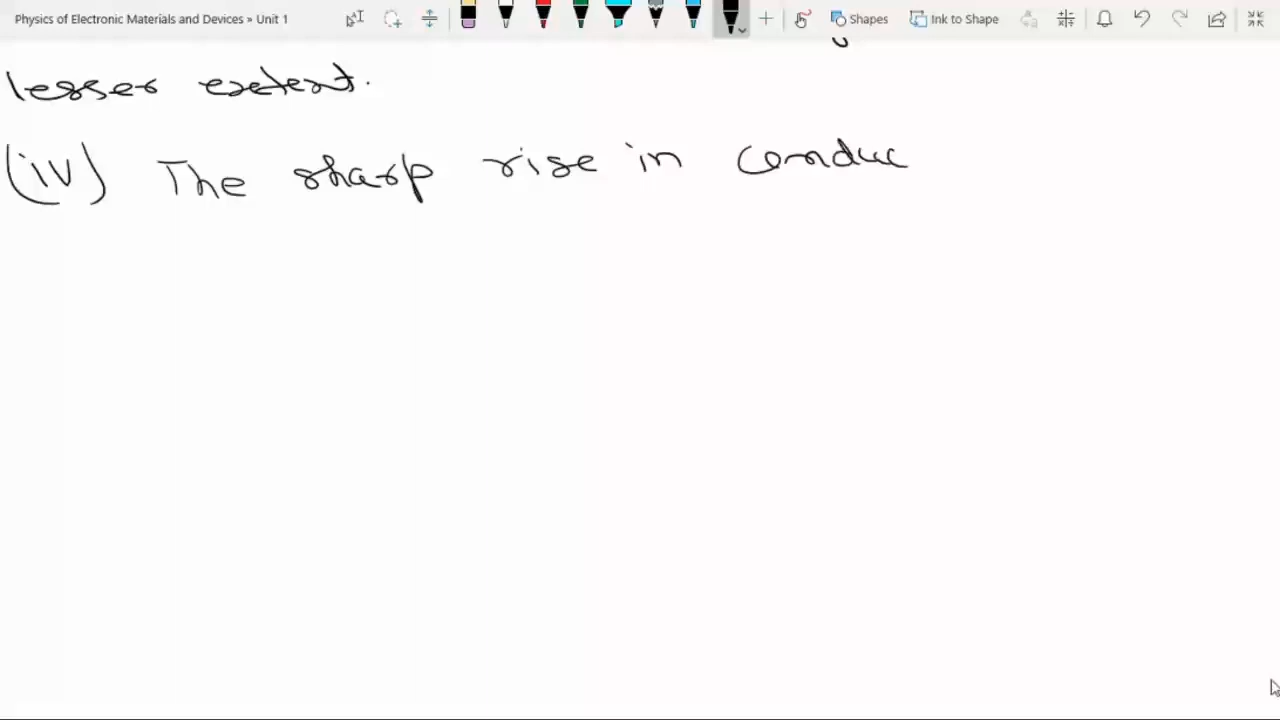 Physics of Electronic Materials and Devices » Unit 1
Shapes
Ink to Shape
lesser extent.
(iv) The sharp rise in conduc